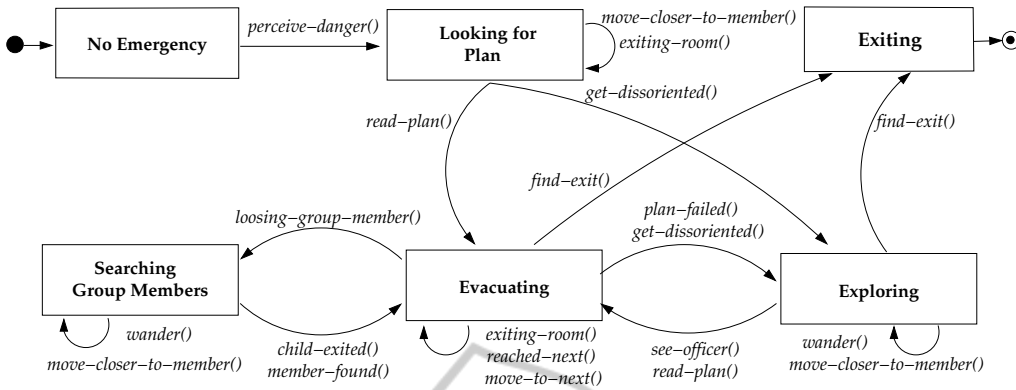 No Emergency
perceive–danger()
Looking for
Plan
move–closer–to–member()
exiting–room()
Exiting
get–dissoriented()
read–plan()
find–exit()
find–exit()
loosing–group–member()
plan–failed()
get–dissoriented()
Searching
Group Members
Evacuating
Exploring
wander()
move–closer–to–member()
child–exited()
member–found()
exiting–room()
reached–next()
move–to–next()
see–officer()
read–plan()
wander()
move–closer–to–member()